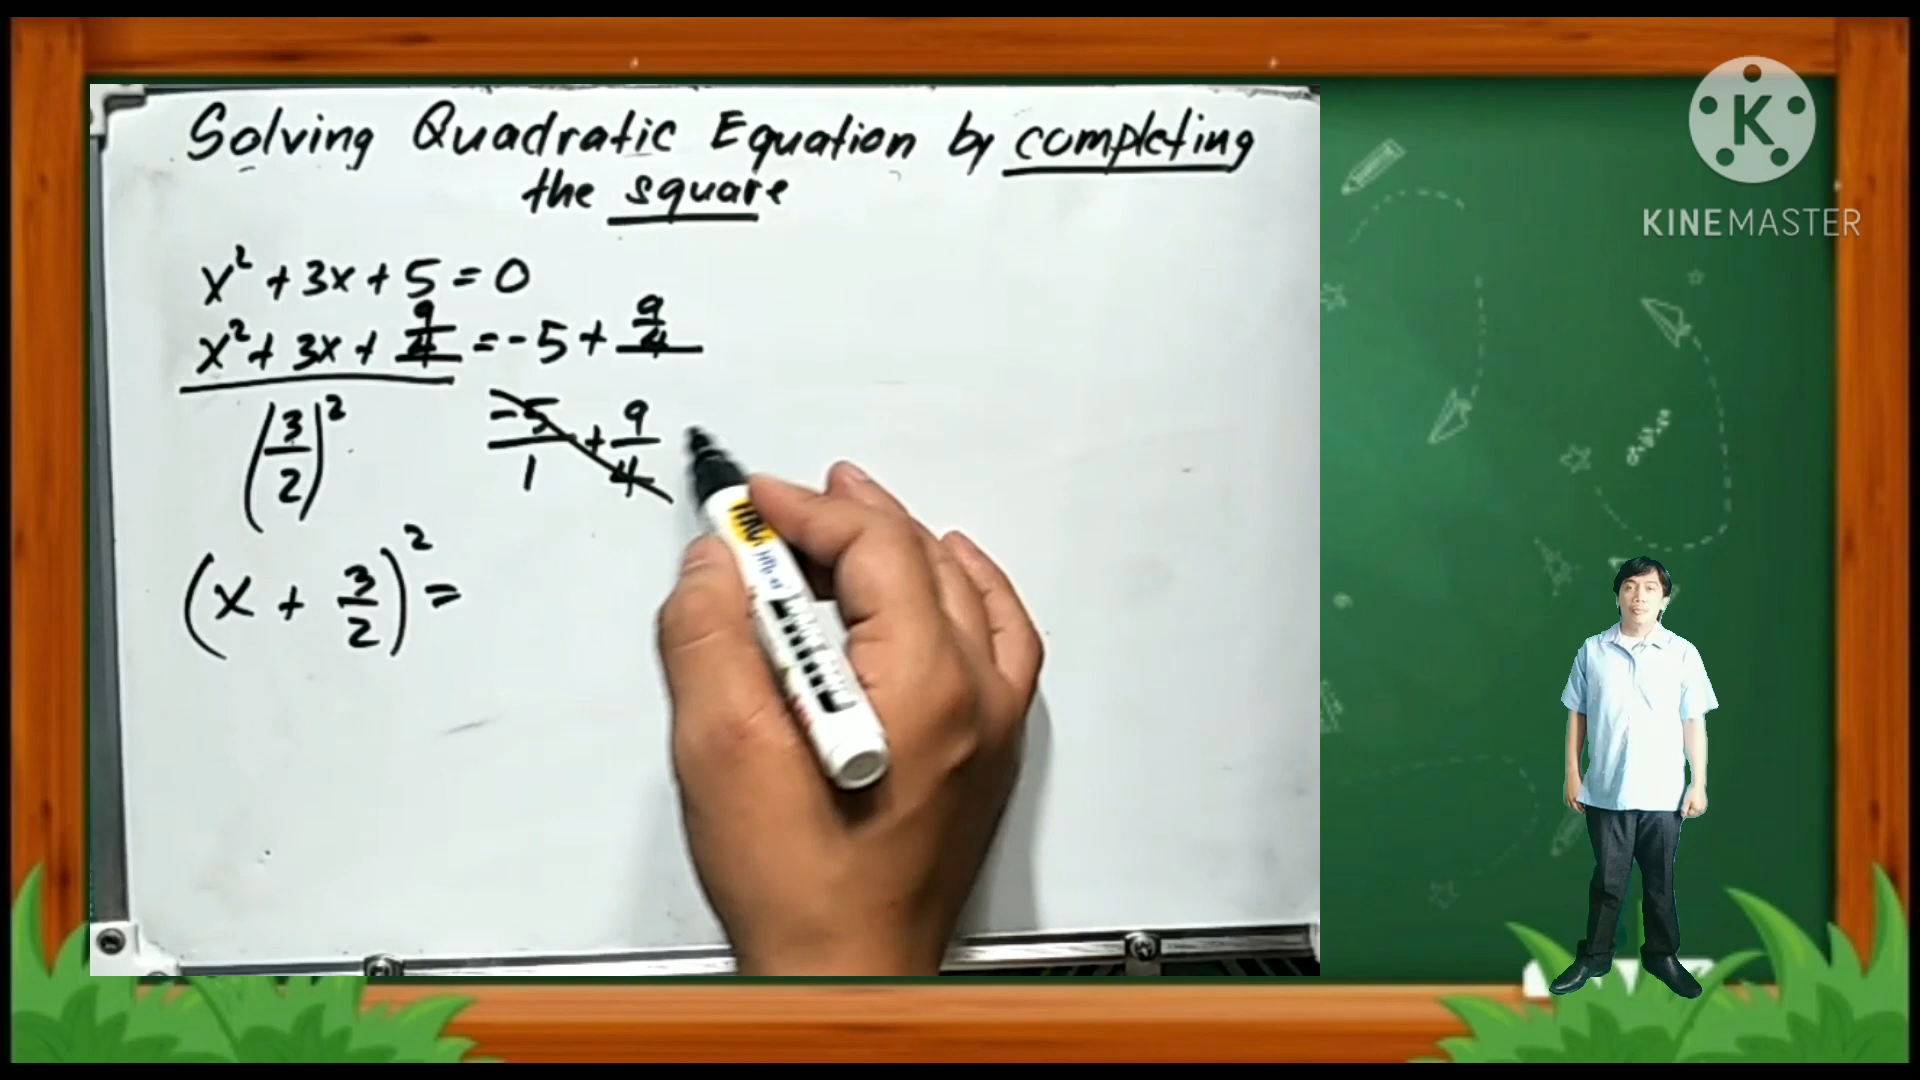 Solving Quadratic Equation by completing
the square
x² + 3x + 5 = 0
x² + 3x + 9/4 = -5 + 9/4
(3/2)²
-5/1 + 9/4
(x + 3/2)² =
K
KINEMASTER